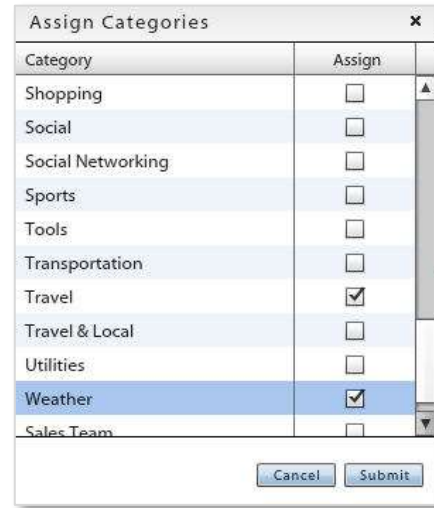 Assign Categories x
Category Assign
Shopping
Social
Social Networking
Sports
Tools
Transportation
Travel
Travel & Local
Utilities
Weather
Sales Team
Cancel Submit